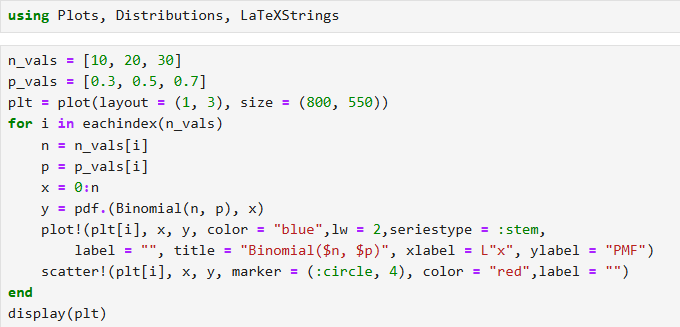 using Plots, Distributions, LaTeXStrings
n_vals = [10, 20, 30]
p_vals = [0.3, 0.5, 0.7]
plt = plot(layout = (1, 3), size = (800, 550))
for i in eachindex(n_vals)
    n = n_vals[i]
    p = p_vals[i]
    x = 0:n
    y = pdf.(Binomial(n, p), x)
    plot!(plt[i], x, y, color = "blue",lw = 2,seriestype = :stem,
        label = "", title = "Binomial($n, $p)", xlabel = L"x", ylabel = "PMF")
    scatter!(plt[i], x, y, marker = (:circle, 4), color = "red",label = "")
end
display(plt)